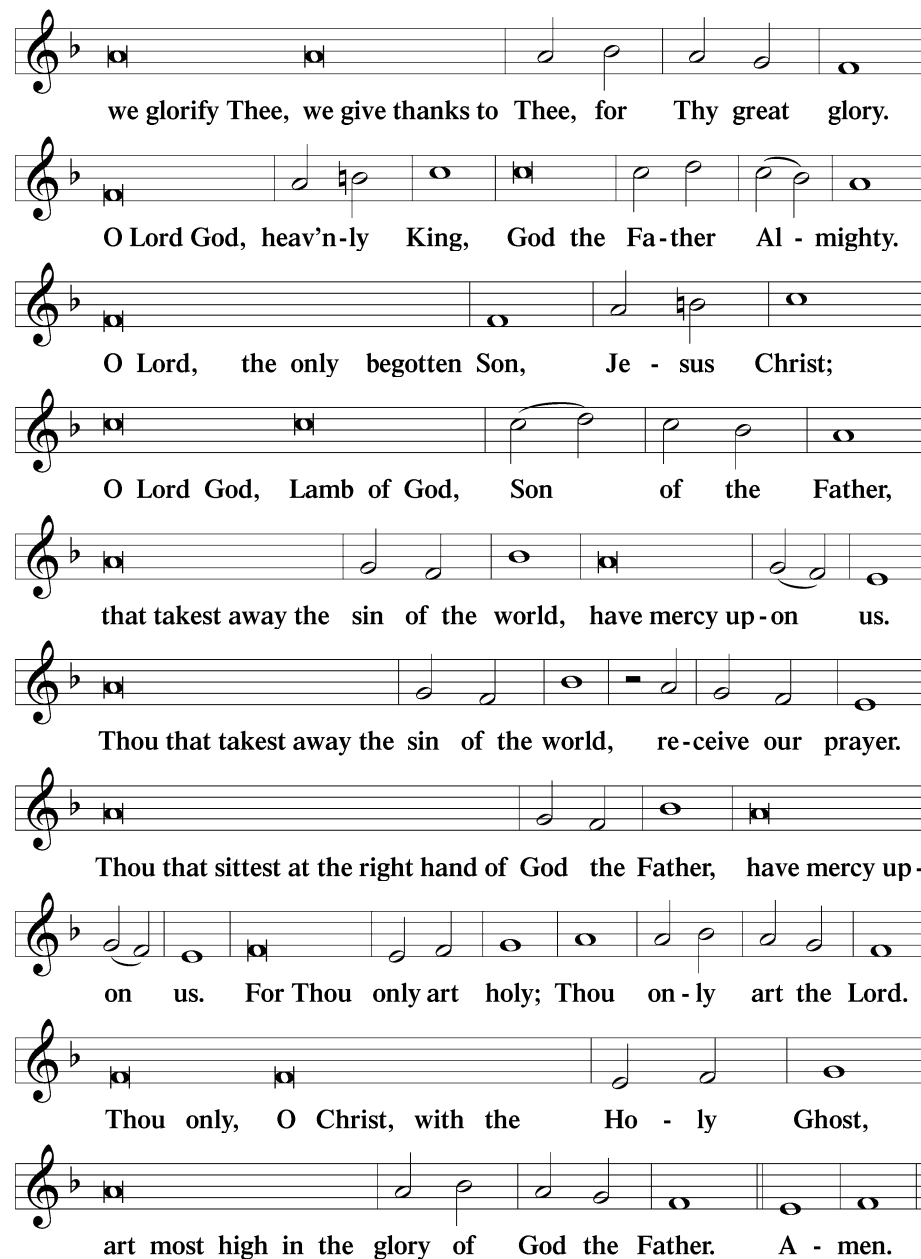 we glorify Thee, we give thanks to Thee, for Thy great glory.
O Lord God, heav’n-ly King, God the Fa-ther Al - mighty.
O Lord, the only begotten Son, Je - sus Christ;
O Lord God, Lamb of God, Son of the Father,
that takest away the sin of the world, have mercy up-on us.
Thou that takest away the sin of the world, re-ceive our prayer.
Thou that sittest at the right hand of God the Father, have mercy up-
on us. For Thou only art holy; Thou on-ly art the Lord.
Thou only, O Christ, with the Ho - ly Ghost,
art most high in the glory of God the Father. A - men.